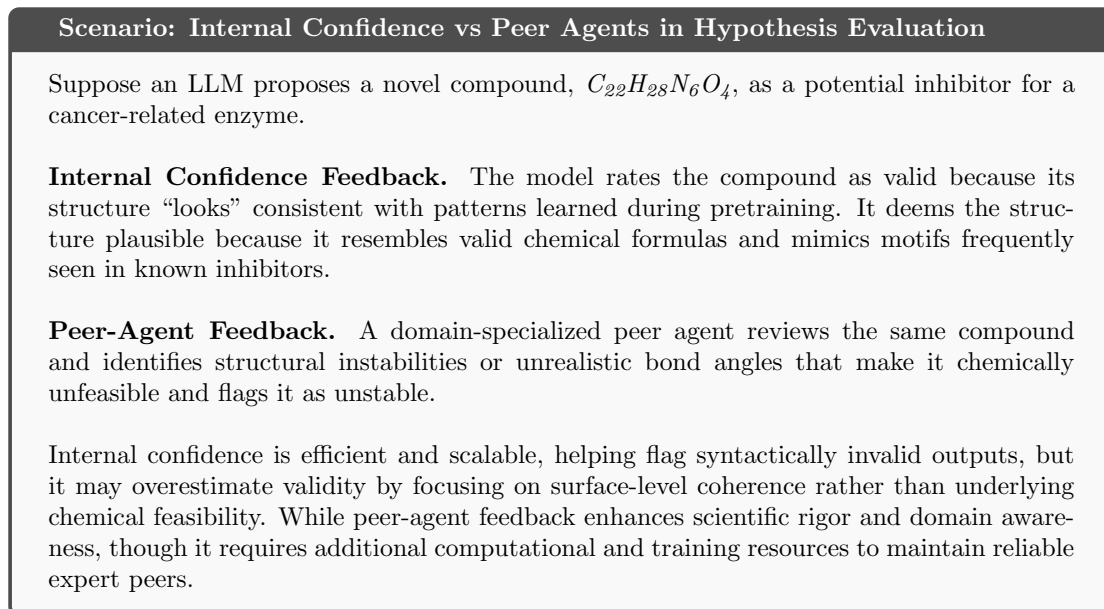 Scenario: Internal Confidence vs Peer Agents in Hypothesis Evaluation
Suppose an LLM proposes a novel compound, C₂₂H₂₈N₆O₄, as a potential inhibitor for a
cancer-related enzyme.
Internal Confidence Feedback. The model rates the compound as valid because its
structure “looks” consistent with patterns learned during pretraining. It deems the struc-
ture plausible because it resembles valid chemical formulas and mimics motifs frequently
seen in known inhibitors.
Peer-Agent Feedback. A domain-specialized peer agent reviews the same compound
and identifies structural instabilities or unrealistic bond angles that make it chemically
unfeasible and flags it as unstable.
Internal confidence is efficient and scalable, helping flag syntactically invalid outputs, but
it may overestimate validity by focusing on surface-level coherence rather than underlying
chemical feasibility. While peer-agent feedback enhances scientific rigor and domain aware-
ness, though it requires additional computational and training resources to maintain reliable
expert peers.